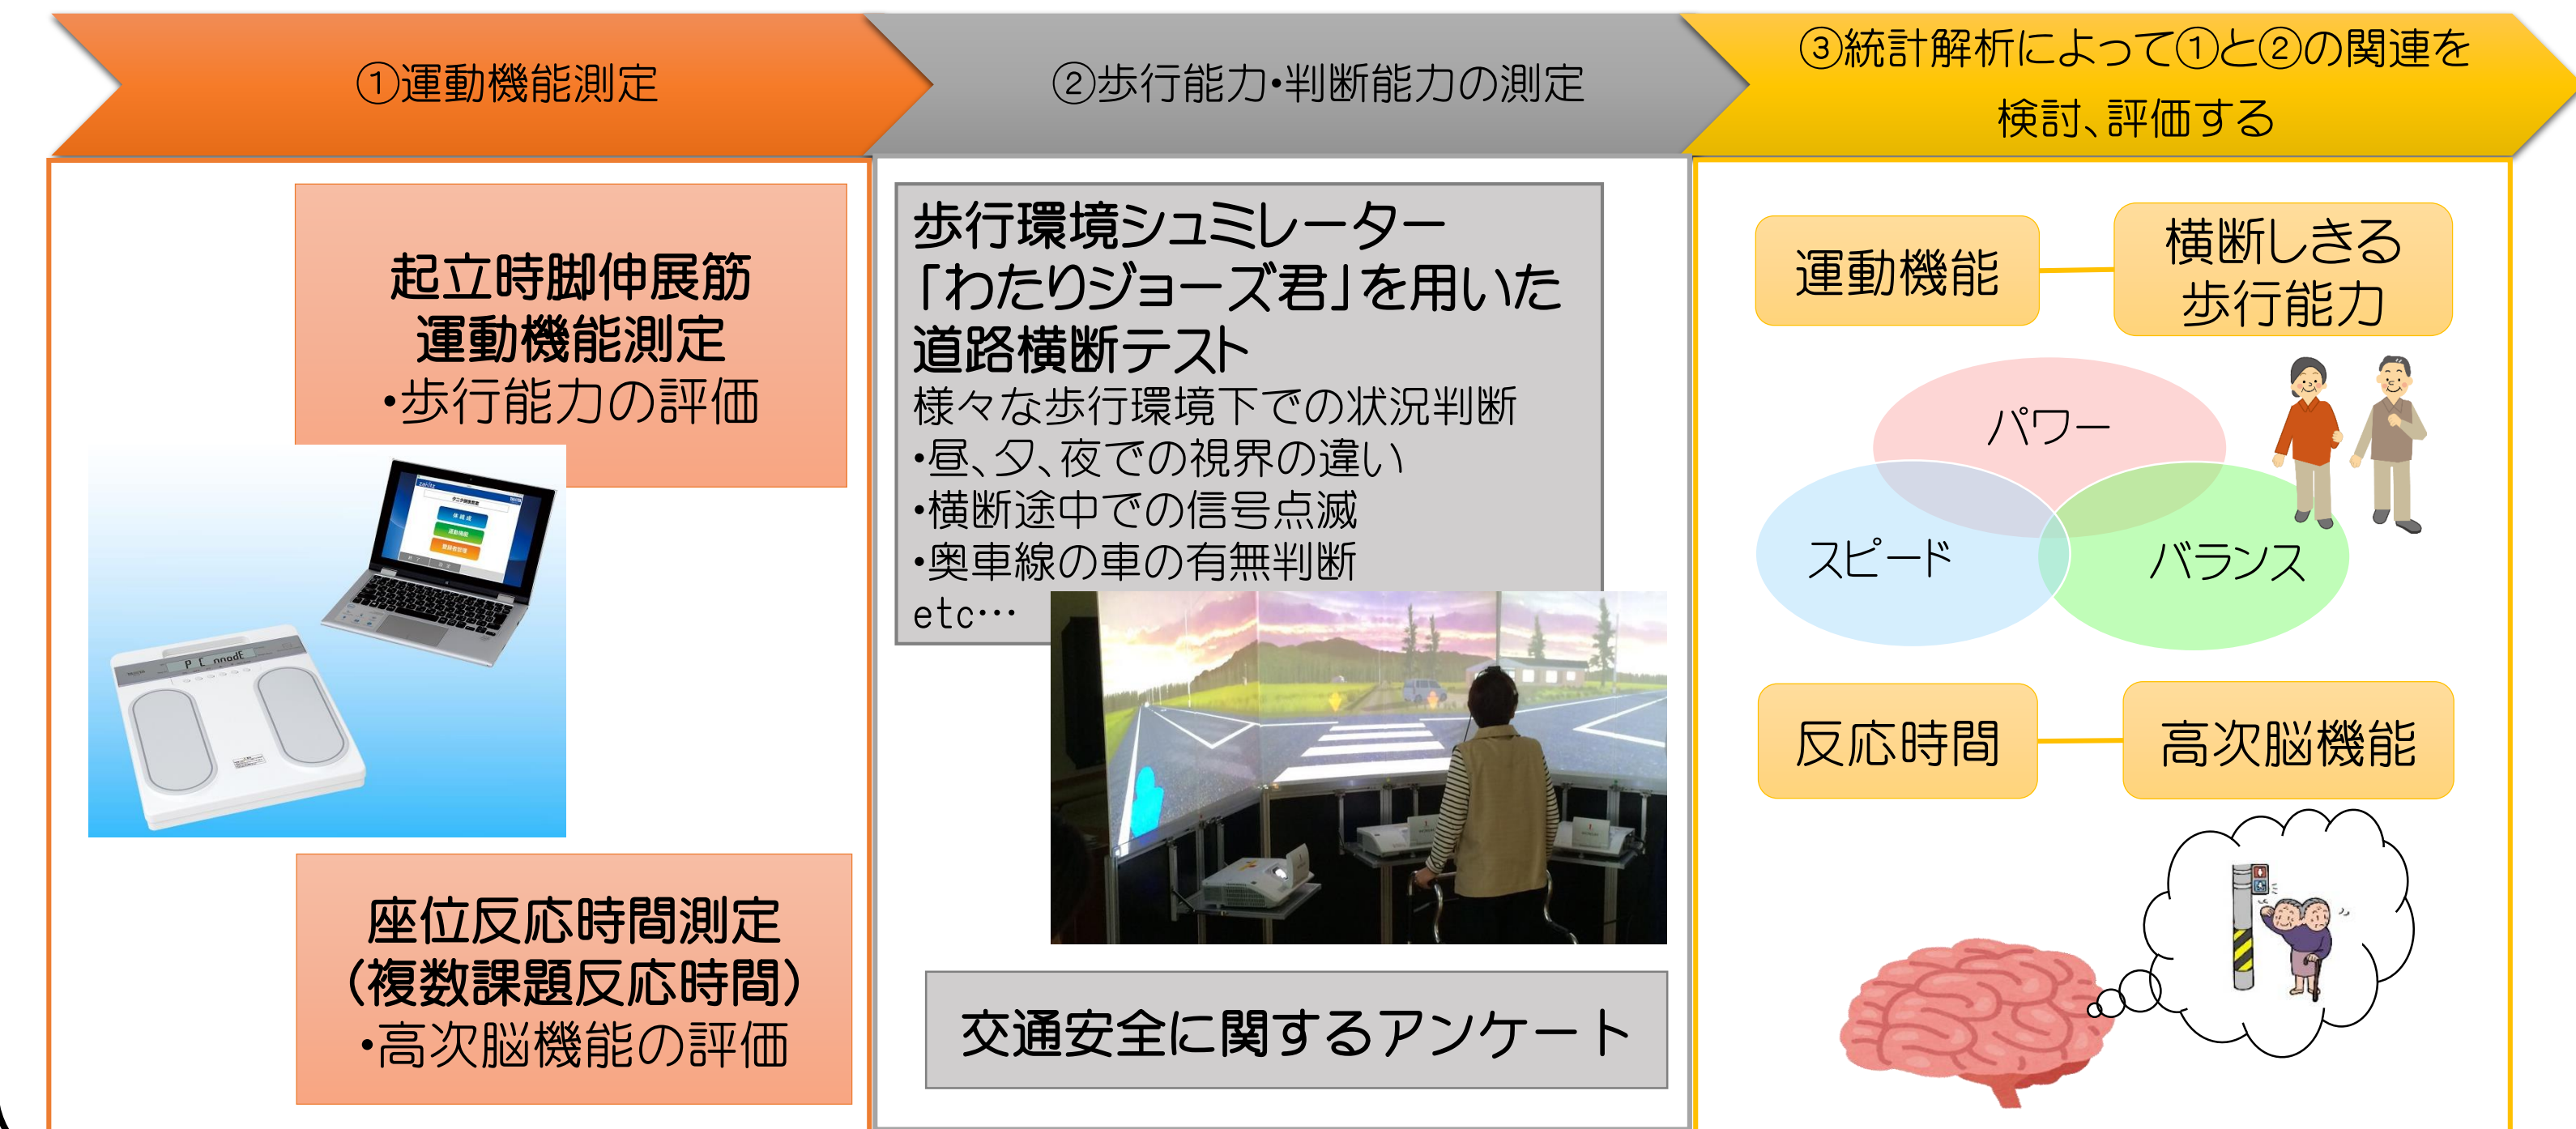 ①運動機能測定
②歩行能力・判断能力の測定
③統計解析によって①と②の関連を
検討、評価する
起立時脚伸展筋
運動機能測定
・歩行能力の評価
P C modE
座位反応時間測定
（複数課題反応時間）
・高次脳機能の評価
歩行環境シュミレーター
「わたりジョーズ君」を用いた
道路横断テスト
様々な歩行環境下での状況判断
・昼、夕、夜での視界の違い
・横断途中での信号点滅
・奥車線の車の有無判断
etc…
交通安全に関するアンケート
運動機能
横断しきる
歩行能力
パワー
スピード
バランス
反応時間
高次脳機能